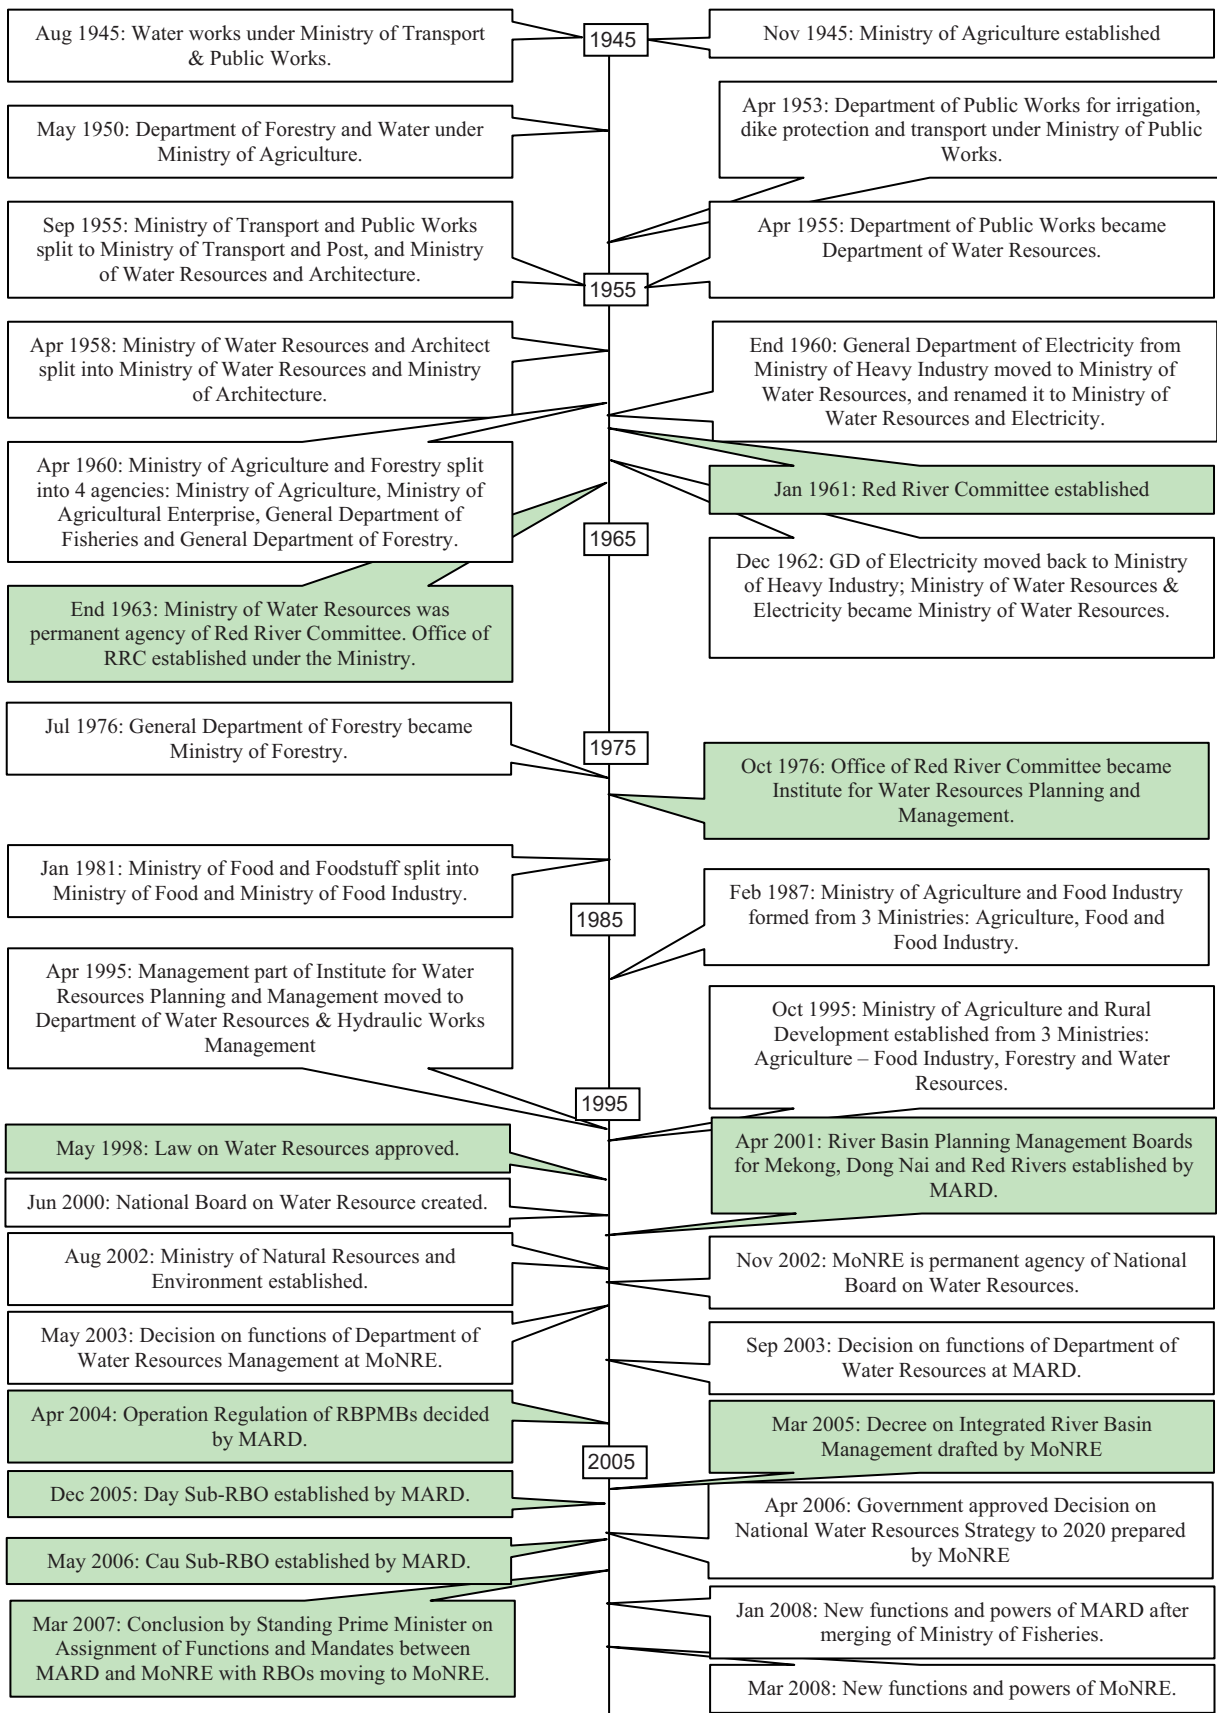 Aug 1945: Water works under Ministry of Transport
& Public Works.
1945
Nov 1945: Ministry of Agriculture established
May 1950: Department of Forestry and Water under
Ministry of Agriculture.
Apr 1953: Department of Public Works for irrigation,
dike protection and transport under Ministry of Public
Works.
Sep 1955: Ministry of Transport and Public Works
split to Ministry of Transport and Post, and Ministry
of Water Resources and Architecture.
Apr 1955: Department of Public Works became
Department of Water Resources.
1955
Apr 1958: Ministry of Water Resources and Architect
split into Ministry of Water Resources and Ministry
of Architecture.
End 1960: General Department of Electricity from
Ministry of Heavy Industry moved to Ministry of
Water Resources, and renamed it to Ministry of
Water Resources and Electricity.
Apr 1960: Ministry of Agriculture and Forestry split
into 4 agencies: Ministry of Agriculture, Ministry of
Agricultural Enterprise, General Department of
Fisheries and General Department of Forestry.
Jan 1961: Red River Committee established
1965
Dec 1962: GD of Electricity moved back to Ministry
of Heavy Industry; Ministry of Water Resources &
Electricity became Ministry of Water Resources.
End 1963: Ministry of Water Resources was
permanent agency of Red River Committee. Office of
RRC established under the Ministry.
Jul 1976: General Department of Forestry became
Ministry of Forestry.
1975
Oct 1976: Office of Red River Committee became
Institute for Water Resources Planning and
Management.
Jan 1981: Ministry of Food and Foodstuff split into
Ministry of Food and Ministry of Food Industry.
1985
Feb 1987: Ministry of Agriculture and Food Industry
formed from 3 Ministries: Agriculture, Food and
Food Industry.
Apr 1995: Management part of Institute for Water
Resources Planning and Management moved to
Department of Water Resources & Hydraulic Works
Management
Oct 1995: Ministry of Agriculture and Rural
Development established from 3 Ministries:
Agriculture – Food Industry, Forestry and Water
Resources.
1995
May 1998: Law on Water Resources approved.
Apr 2001: River Basin Planning Management Boards
for Mekong, Dong Nai and Red Rivers established by
MARD.
Jun 2000: National Board on Water Resource created.
Aug 2002: Ministry of Natural Resources and
Environment established.
Nov 2002: MoNRE is permanent agency of National
Board on Water Resources.
May 2003: Decision on functions of Department of
Water Resources Management at MoNRE.
Sep 2003: Decision on functions of Department of
Water Resources at MARD.
Apr 2004: Operation Regulation of RBPMBs decided
by MARD.
Mar 2005: Decree on Integrated River Basin
Management drafted by MoNRE
2005
Dec 2005: Day Sub-RBO established by MARD.
Apr 2006: Government approved Decision on
National Water Resources Strategy to 2020 prepared
by MoNRE
May 2006: Cau Sub-RBO established by MARD.
Mar 2007: Conclusion by Standing Prime Minister on
Assignment of Functions and Mandates between
MARD and MoNRE with RBOs moving to MoNRE.
Jan 2008: New functions and powers of MARD after
merging of Ministry of Fisheries.
Mar 2008: New functions and powers of MoNRE.